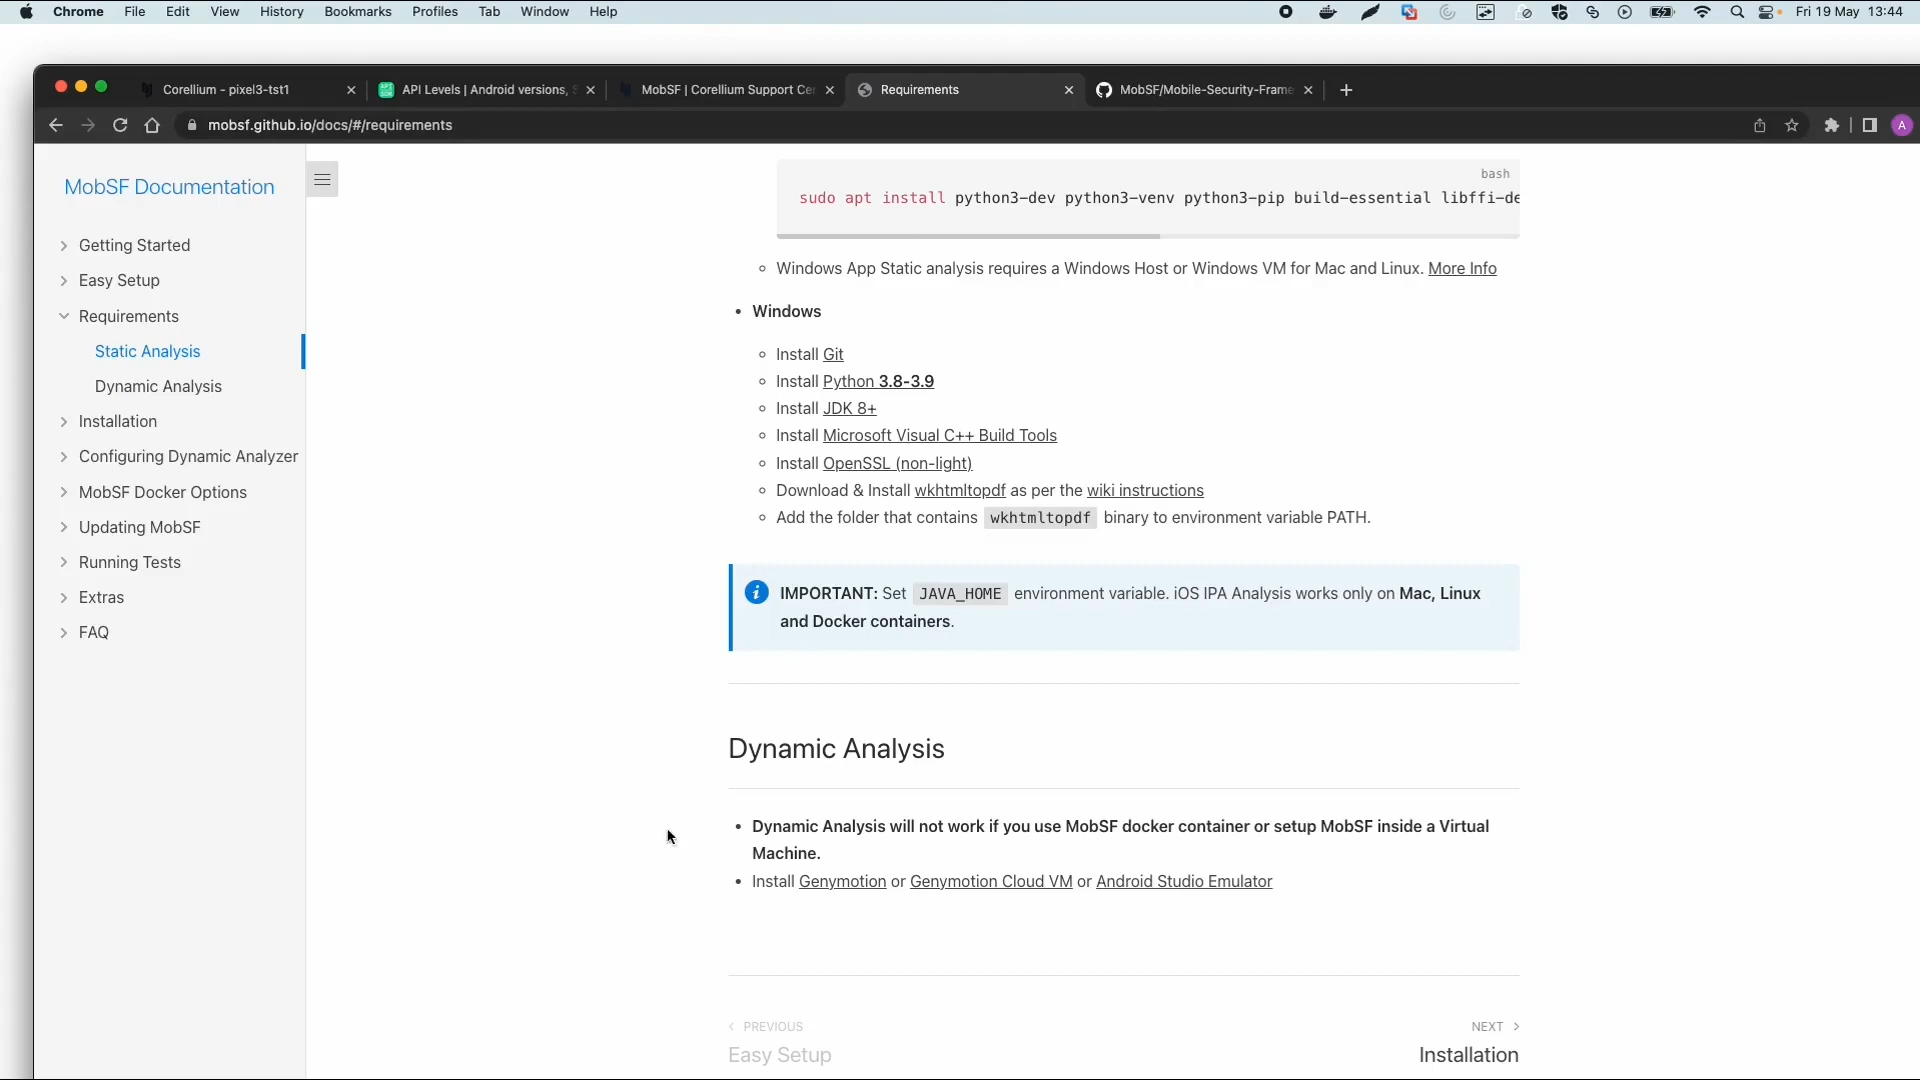 Chrome File Edit View History Bookmarks Profiles Tab Window Help Fri 19 May 13:44
Corellium - pixel3-tst1 API Levels | Android versions, MobSF | Corellium Support Requirements MobSF/Mobile-Security-Frame
mobsf.github.io/docs/#/requirements A
MobSF Documentation
Getting Started
Easy Setup
Requirements
Static Analysis
Dynamic Analysis
Installation
Configuring Dynamic Analyzer
MobSF Docker Options
Updating MobSF
Running Tests
Extras
FAQ
bash
sudo apt install python3-dev python3-venv python3-pip build-essential libffi-de
Windows App Static analysis requires a Windows Host or Windows VM for Mac and Linux. More Info
Windows
Install Git
Install Python 3.8-3.9
Install JDK 8+
Install Microsoft Visual C++ Build Tools
Install OpenSSL (non-light)
Download & Install wkhtmltopdf as per the wiki instructions
Add the folder that contains wkhtmltopdf binary to environment variable PATH.
IMPORTANT: Set JAVA_HOME environment variable. iOS IPA Analysis works only on Mac, Linux
and Docker containers.
Dynamic Analysis
Dynamic Analysis will not work if you use MobSF docker container or setup MobSF inside a Virtual
Machine.
Install Genymotion or Genymotion Cloud VM or Android Studio Emulator
PREVIOUS
Easy Setup
NEXT
Installation